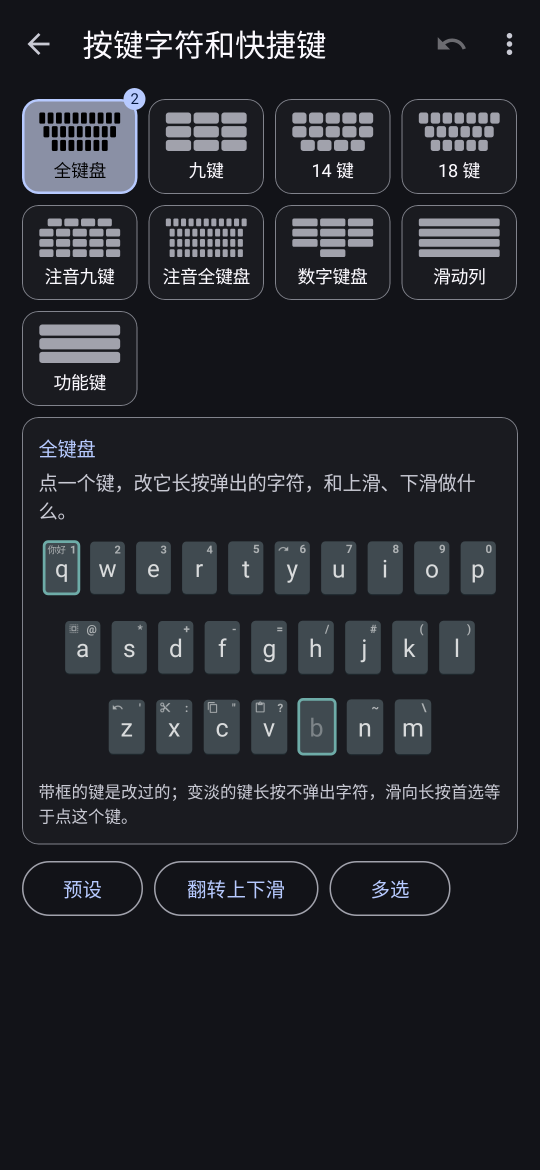 按键字符和快捷键
2
全键盘
九键
14 键
18 键
注音九键
注音全键盘
数字键盘
滑动列
功能键
全键盘
点一个键，改它长按弹出的字符，和上滑、下滑做什
么。
你好 1 2 3 4 5 6 7 8 9 0
q w e r t y u i o p
@ * + - = / # ( )
a s d f g h j k l
' : " ? ~ \
z x c v b n m
带框的键是改过的；变淡的键长按不弹出字符，滑向长按首选等
于点这个键。
预设
翻转上下滑
多选